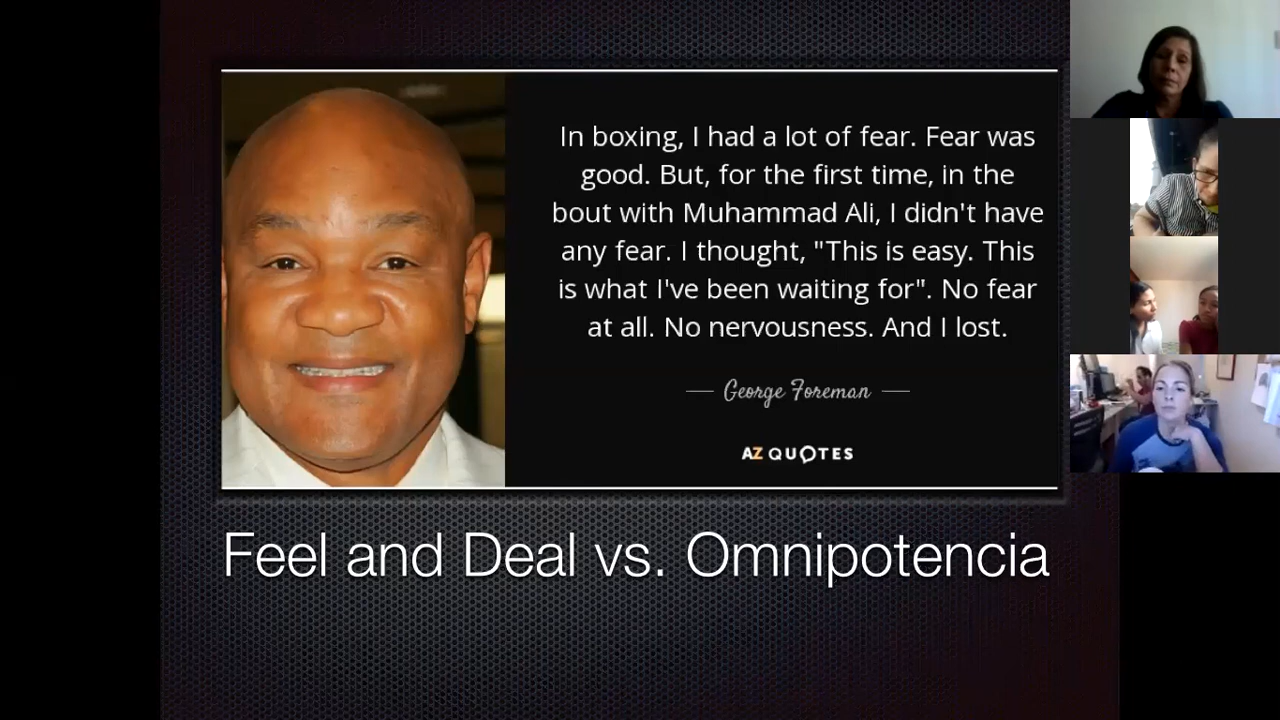 In boxing, I had a lot of fear. Fear was
good. But, for the first time, in the
bout with Muhammad Ali, I didn't have
any fear. I thought, "This is easy. This
is what I've been waiting for". No fear
at all. No nervousness. And I lost.
George Foreman
AZ QUOTES
Feel and Deal vs. Omnipotencia